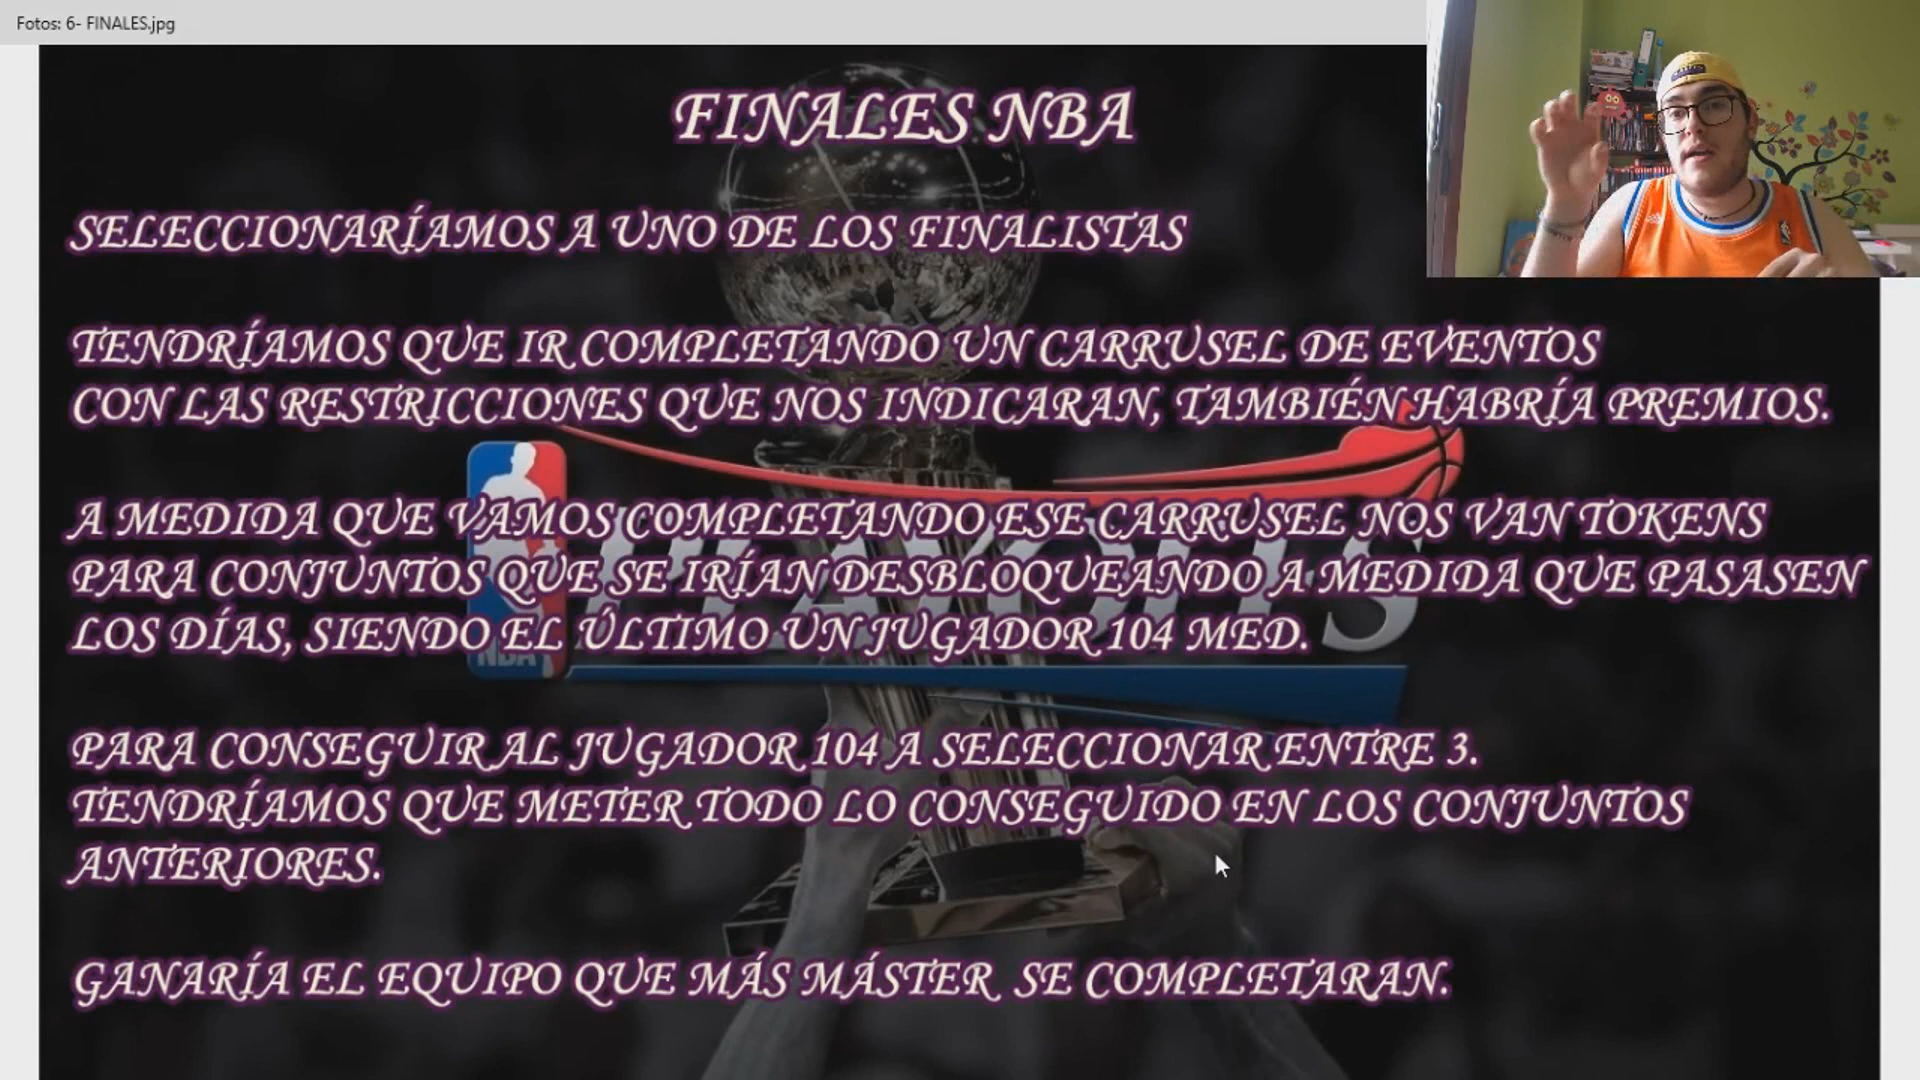 Fotos: 6- FINALES.jpg
FINALES NBA
SELECCIONARÍAMOS A UNO DE LOS FINALISTAS
TENDRÍAMOS QUE IR COMPLETANDO UN CARRUSEL DE EVENTOS
CON LAS RESTRICCIONES QUE NOS INDICARAN, TAMBIÉN HABRÍA PREMIOS.
A MEDIDA QUE VAMOS COMPLETANDO ESE CARRUSEL NOS VAN TOKENS
PARA CONJUNTOS QUE SE IRÍAN DESBLOQUEANDO A MEDIDA QUE PASASEN
LOS DÍAS, SIENDO EL ÚLTIMO UN JUGADOR 104 MED.
NBA PLAYOFFS
PARA CONSEGUIR AL JUGADOR 104 A SELECCIONAR ENTRE 3.
TENDRÍAMOS QUE METER TODO LO CONSEGUIDO EN LOS CONJUNTOS
ANTERIORES.
GANARÍA EL EQUIPO QUE MÁS MÁSTER SE COMPLETARAN.